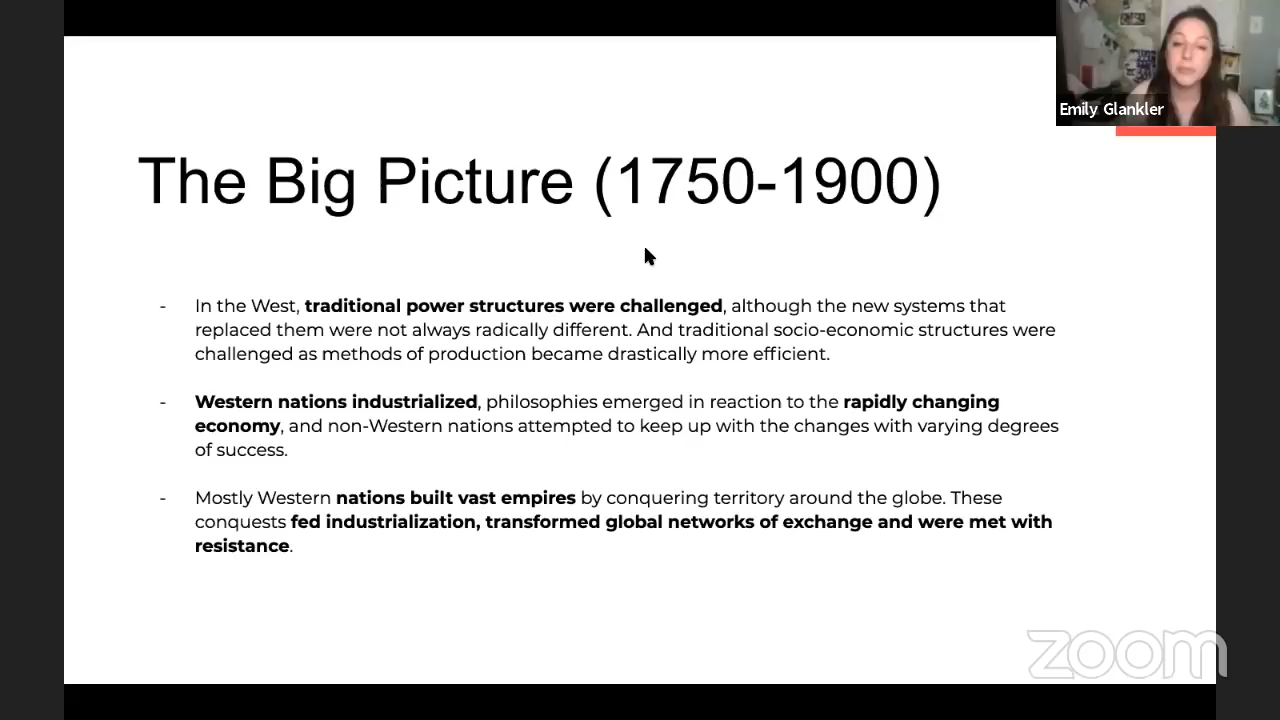 Emily Glankler
The Big Picture (1750-1900)
- In the West, traditional power structures were challenged, although the new systems that
replaced them were not always radically different. And traditional socio-economic structures were
challenged as methods of production became drastically more efficient.
- Western nations industrialized, philosophies emerged in reaction to the rapidly changing
economy, and non-Western nations attempted to keep up with the changes with varying degrees
of success.
- Mostly Western nations built vast empires by conquering territory around the globe. These
conquests fed industrialization, transformed global networks of exchange and were met with
resistance.
zoom